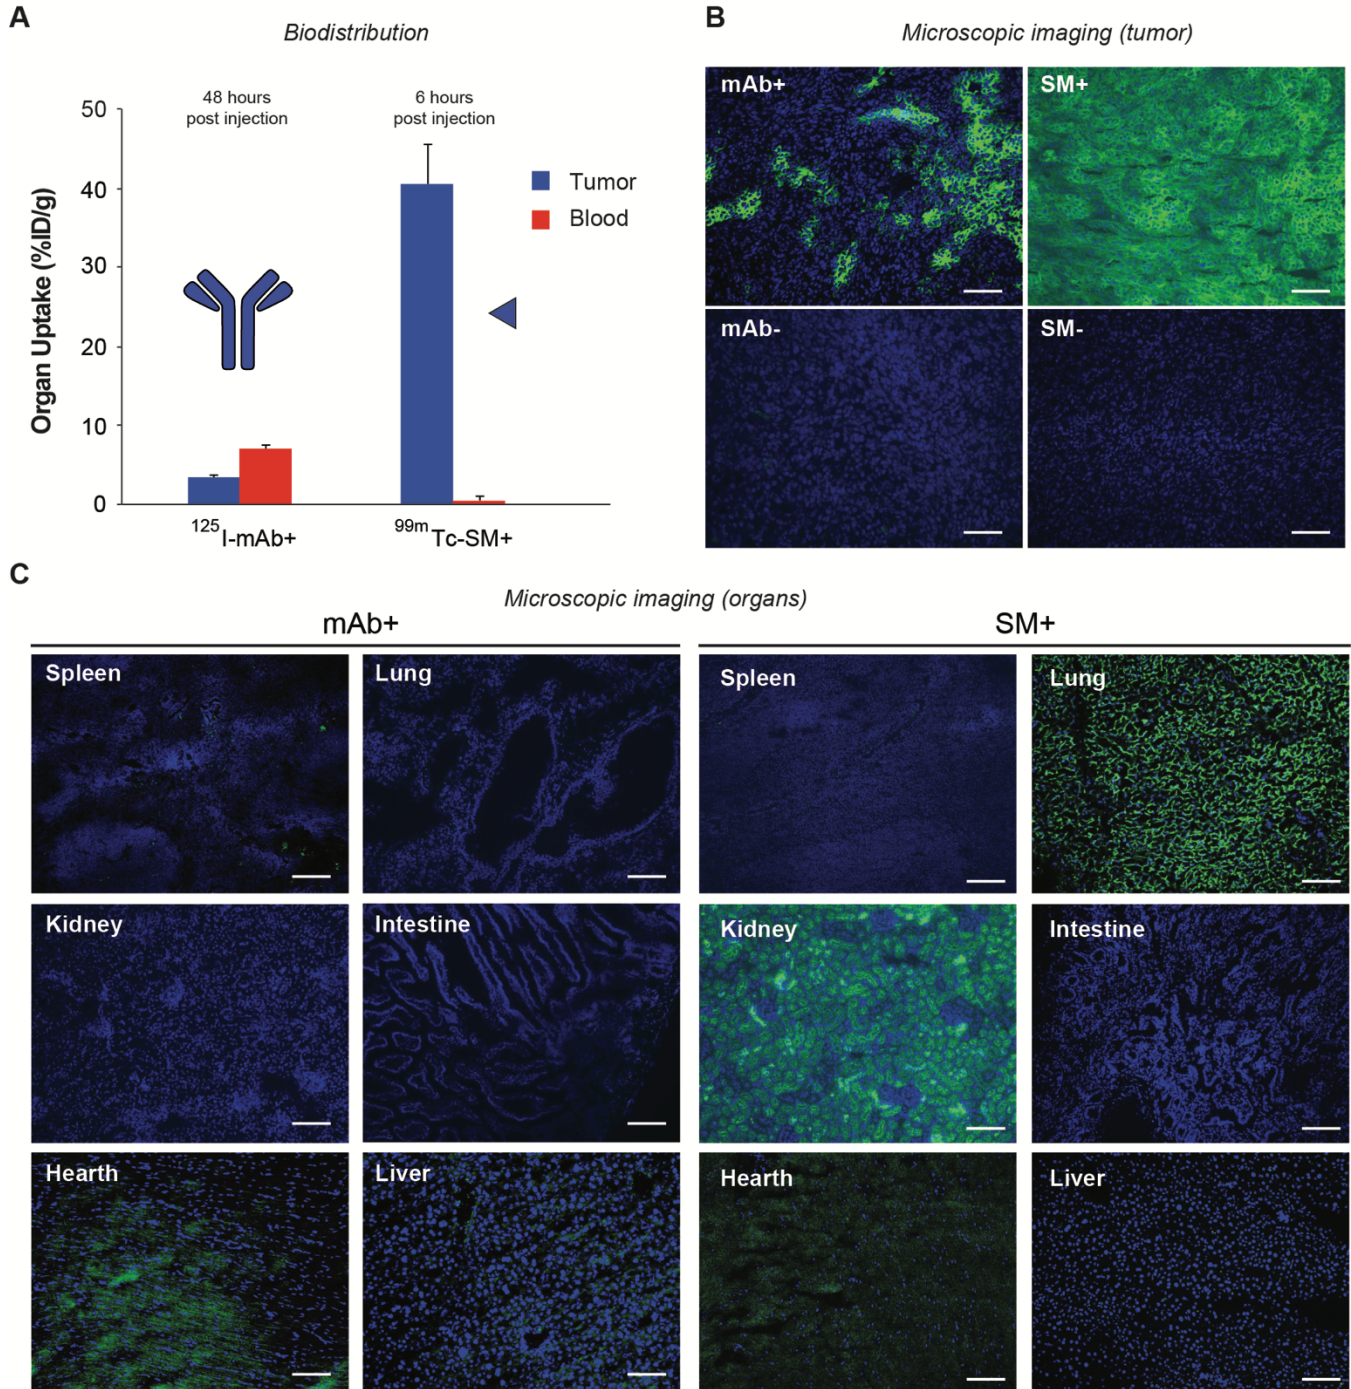 A
Biodistribution
48 hours
post injection
6 hours
post injection
50
40
30
20
10
0
Organ Uptake (%ID/g)
Tumor
Blood
125I-mAb+
99mTc-SM+
B
Microscopic imaging (tumor)
mAb+
SM+
mAb-
SM-
C
Microscopic imaging (organs)
mAb+
SM+
Spleen
Lung
Spleen
Lung
Kidney
Intestine
Kidney
Intestine
Hearth
Liver
Hearth
Liver